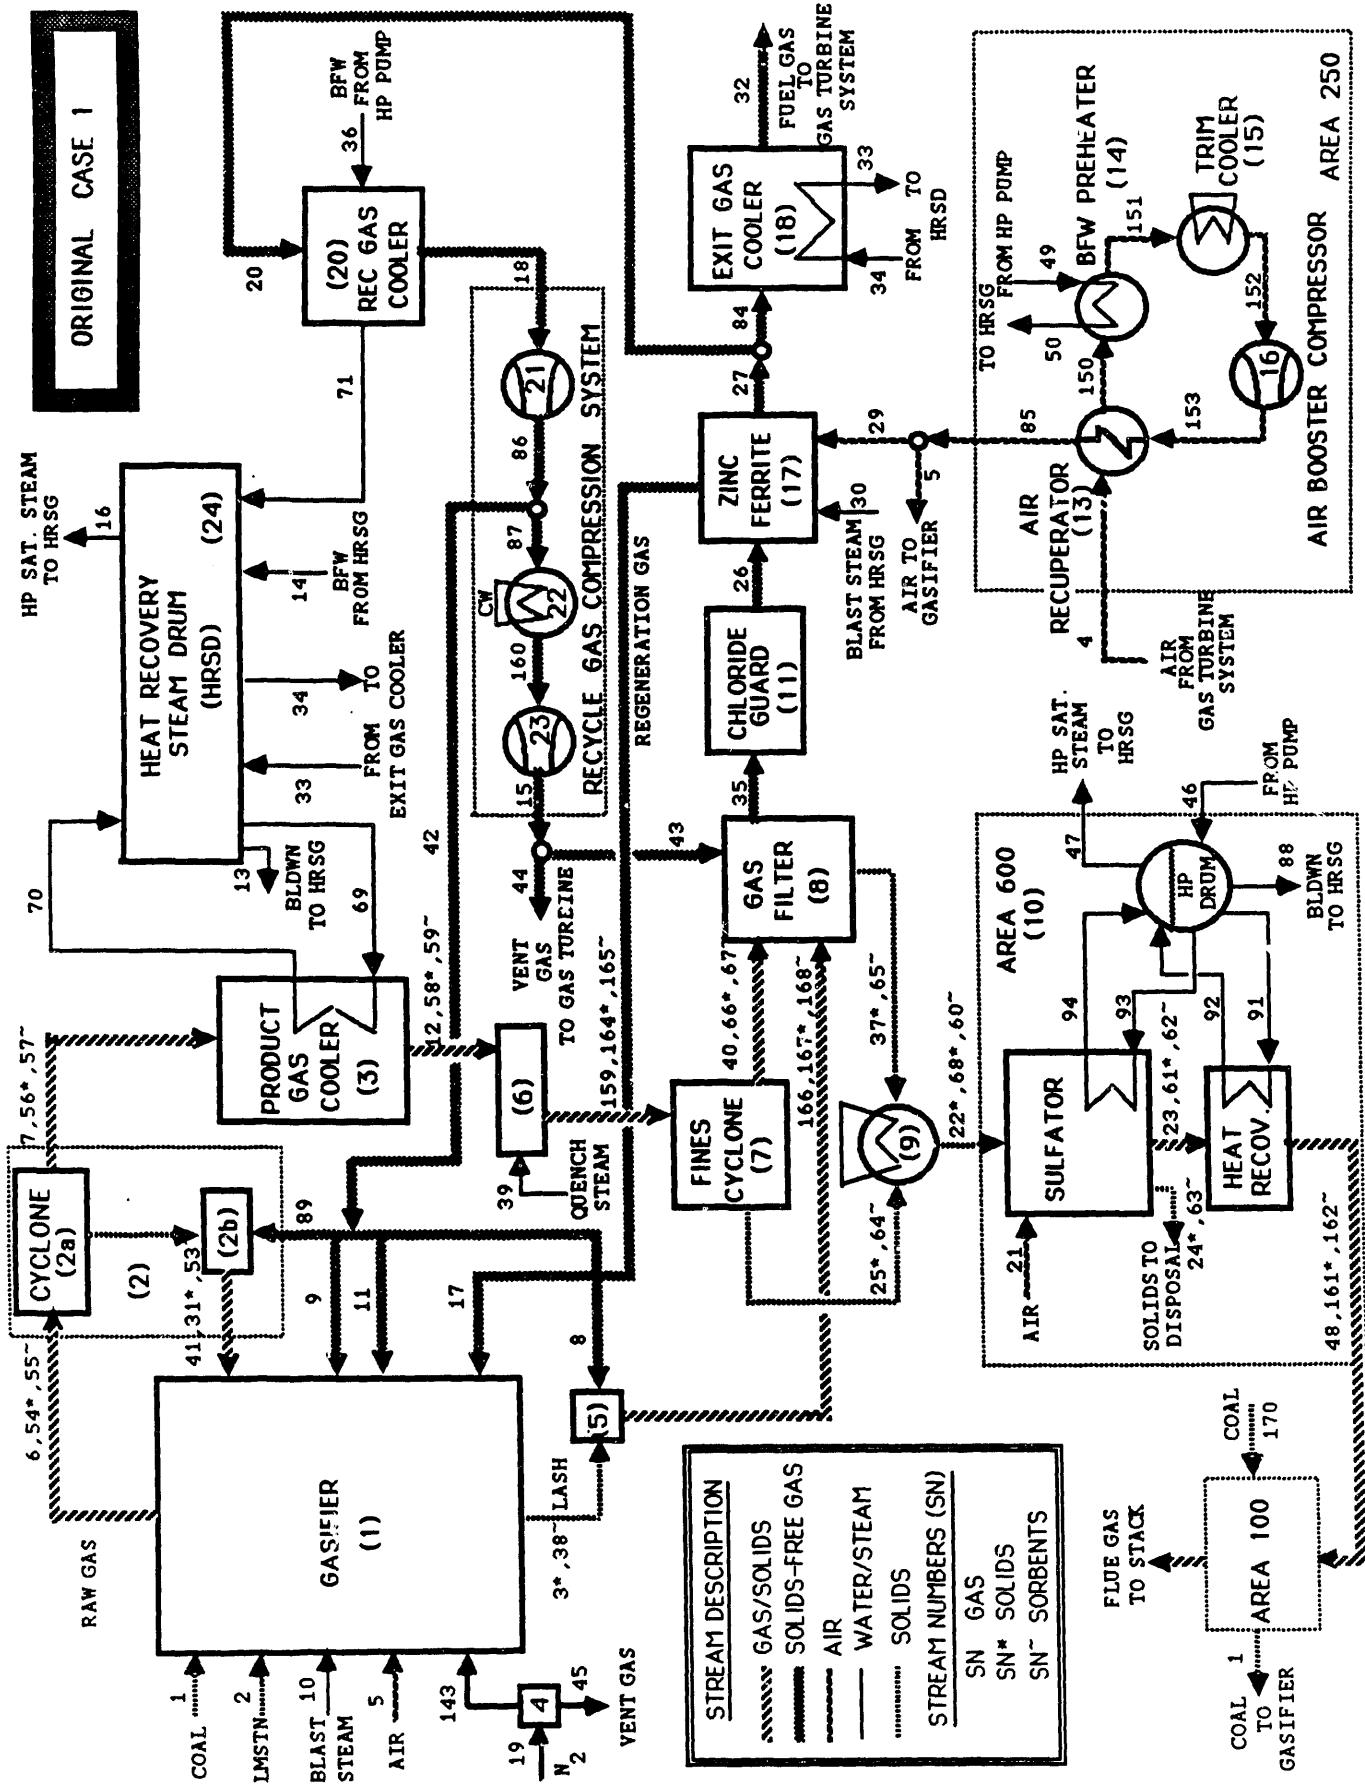 ORIGINAL CASE 1
RAW GAS
6,54*,55~
CYCLONE
(2a)
(2)
(2b)
41,31*,53
7,56*,57~
70
PRODUCT
GAS
COOLER
(3)
69
13
BLDWN
TO HRSG
HEAT RECOVERY
STEAM DRUM
(HRSD)
(24)
33
FROM
EXIT GAS COOLER
34
TO
14
BFW
FROM HRSG
HP SAT. STEAM
TO HRSG
16
71
(20)
REC GAS
COOLER
36
BFW
FROM
HP PUMP
20
18
21
86
87
CW
22
160
23
15
RECYCLE GAS COMPRESSION SYSTEM
42
44
VENT
GAS
TO GAS TUREINE
43
12,58*,59~
(6)
39
QUENCH
STEAM
159,164*,165~
REGENERATION GAS
89
9
11
17
8
GASIFIER
(1)
COAL
1
LMSTN
2
BLAST
STEAM
10
AIR
5
143
4
19
N2
45
VENT GAS
3*,38~
LASH
(5)
FINES
CYCLONE
(7)
40,66*,67~
166,167*,168~
GAS
FILTER
(8)
35
CHLORIDE
GUARD
(11)
26
ZINC
FERRITE
(17)
27
84
EXIT GAS
COOLER
(18)
32
FUEL GAS
TO
GAS TURBINE
SYSTEM
33
TO
34
FROM
HRSD
30
BLAST STEAM
FROM HRSG
29
5
AIR TO
GASIFIER
85
37*,65~
25*,64~
(9)
22*,68*,60~
AIR
RECUPERATOR
(13)
4
AIR
FROM
GAS TURBINE
SYSTEM
150
153
TO HRSG
50
FROM HP PUMP
49
BFW PREHEATER
(14)
151
TRIM
COOLER
(15)
152
16
AIR BOOSTER COMPRESSOR
AREA 250
AREA 600
(10)
SULFATOR
21
AIR
94
93
23,61*,62~
92
91
HEAT
RECOV.
SOLIDS TO
DISPOSAL
24*,63~
HP
DRUM
47
HP SAT.
STEAM
TO
HRSG
46
FROM
HP PUMP
88
BLDWN
TO HRSG
48,161*,162~
STREAM DESCRIPTION
GAS/SOLIDS
SOLIDS-FREE GAS
AIR
WATER/STEAM
SOLIDS
STREAM NUMBERS (SN)
SN GAS
SN* SOLIDS
SN~ SORBENTS
FLUE GAS
TO STACK
AREA 100
COAL
170
1
COAL
TO
GASIFIER